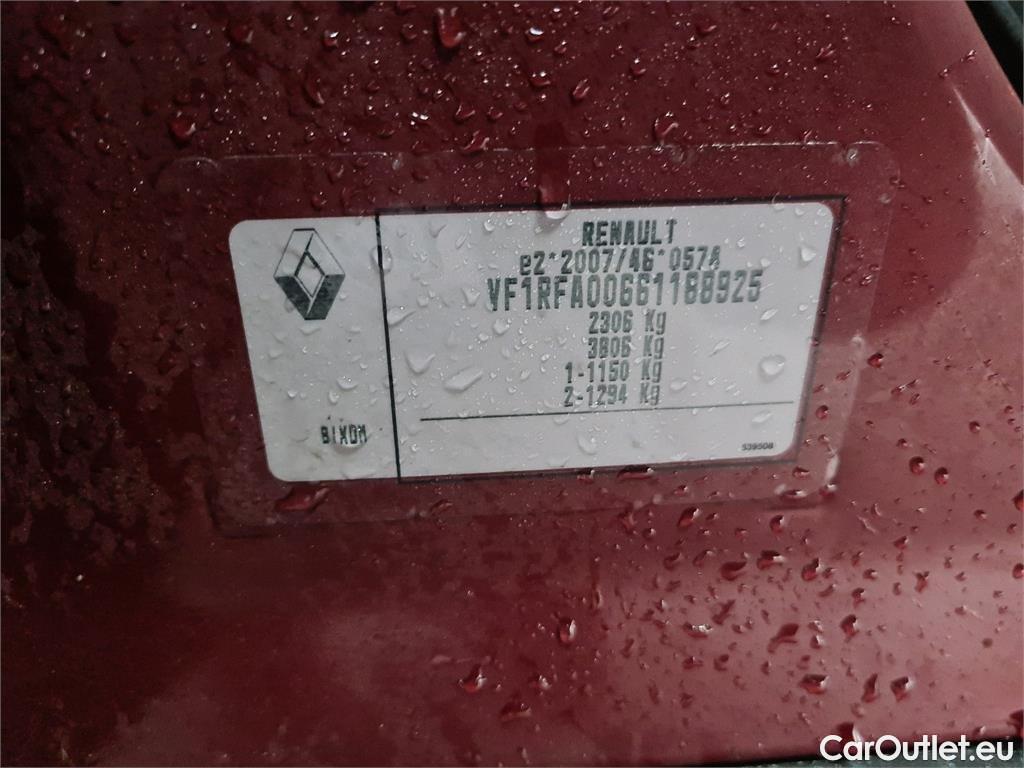 RENAULT
e2*2007/46*0574
VF1RFA00661188925
2306 Kg
3806 Kg
1-1150 Kg
2-1294 Kg
BIXDM
539508
CarOutlet.eu